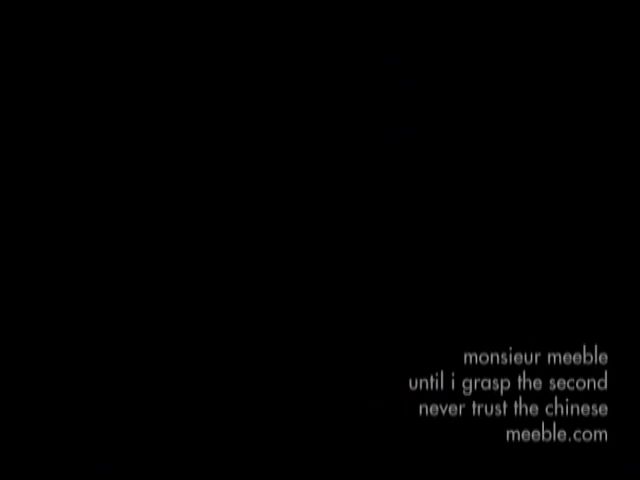 monsieur meeble
until i grasp the second
never trust the chinese
meeble.com